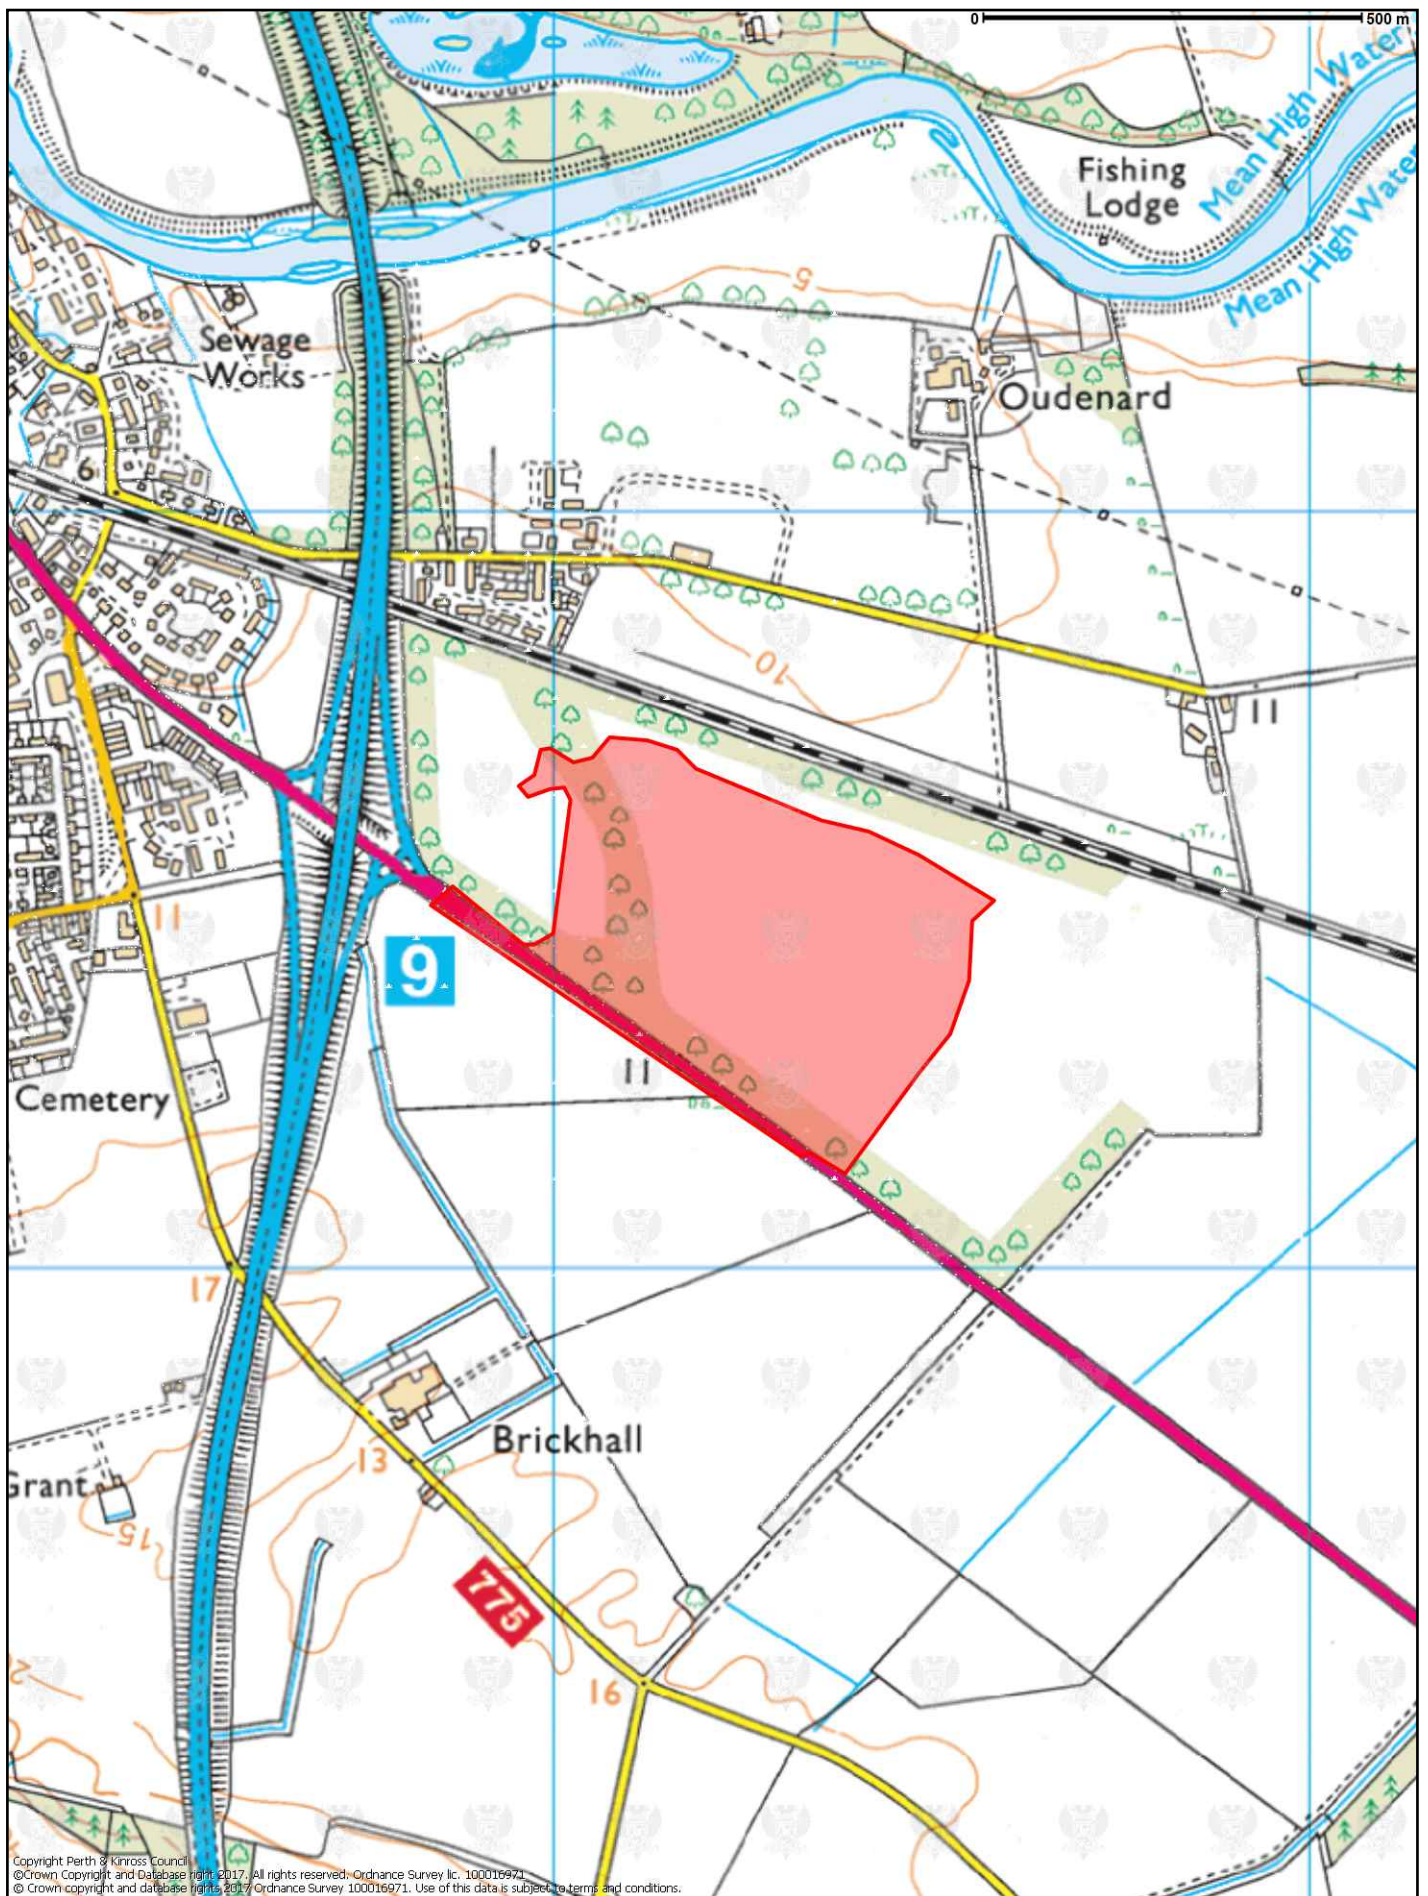 0
500 m
Mean High Water
Fishing
Lodge
Mean High Water
5
Sewage
Works
Oudenard
6
10
11
11
9
11
Cemetery
17
Brickhall
13
Grant
15
775
16
Copyright Perth & Kinross Council
©Crown Copyright and Database right 2017. All rights reserved. Ordnance Survey lic. 100016971
© Crown copyright and database rights 2017 Ordnance Survey 100016971. Use of this data is subject to terms and conditions.